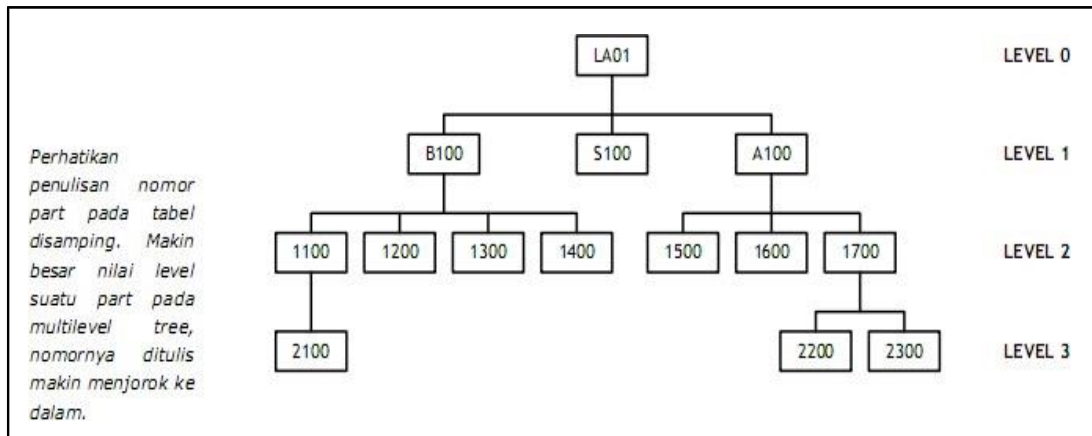 LA01 LEVEL 0
B100 S100 A100 LEVEL 1
Perhatikan
penulisan nomor
part pada tabel
disamping. Makin
besar nilai level
suatu part pada
multilevel tree,
nomornya ditulis
makin menjorok ke
dalam.
1100 1200 1300 1400 1500 1600 1700 LEVEL 2
2100 2200 2300 LEVEL 3